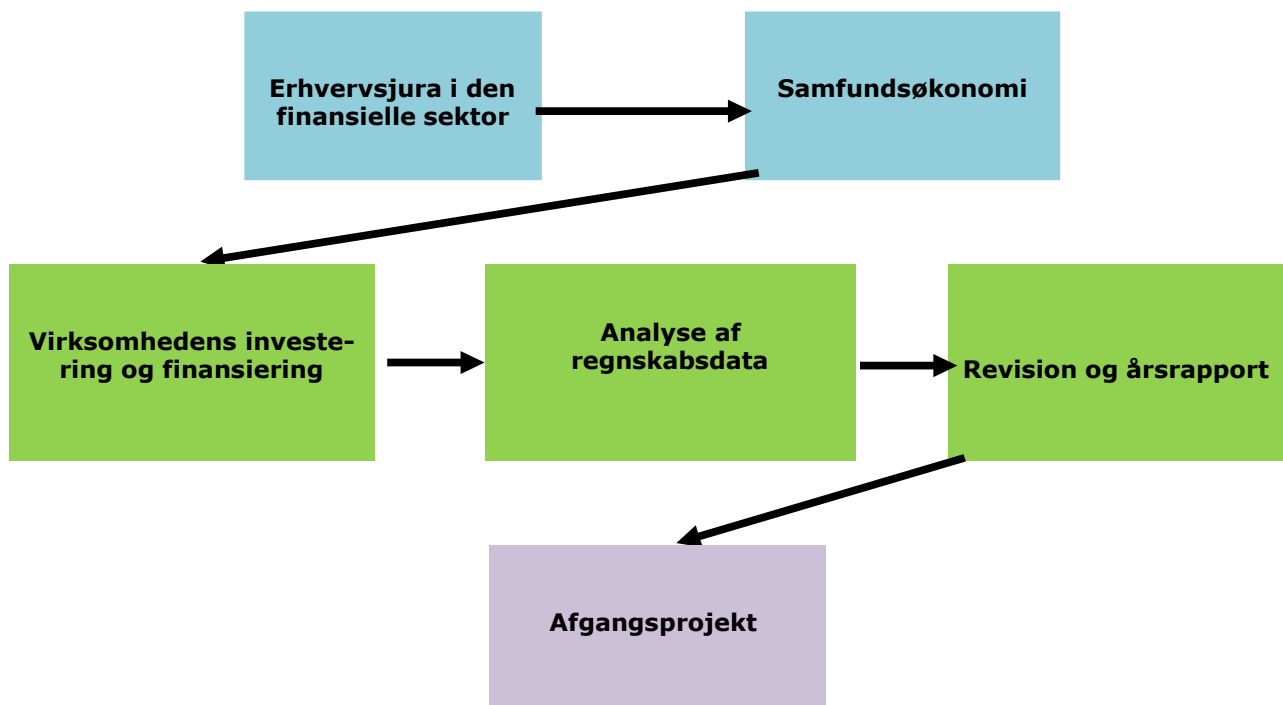 Erhvervsjura i den
finansielle sektor
Samfundsøkonomi
Virksomhedens investe-
ring og finansiering
Analyse af
regnskabsdata
Revision og årsrapport
Afgangsprojekt